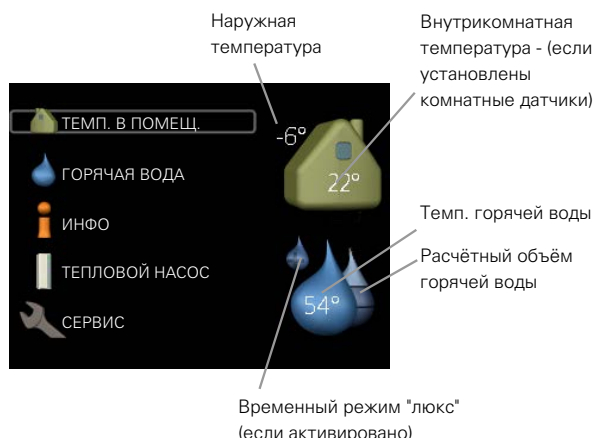 Наружная
температура
Внутрикомнатная
температура - (если
установлены
комнатные датчики)
ТЕМП. В ПОМЕЩ.
-6°
ГОРЯЧАЯ ВОДА
22°
ИНФО
Темп. горячей воды
ТЕПЛОВОЙ НАСОС
Расчётный объём
горячей воды
54°
СЕРВИС
Временный режим "люкс"
(если активировано)